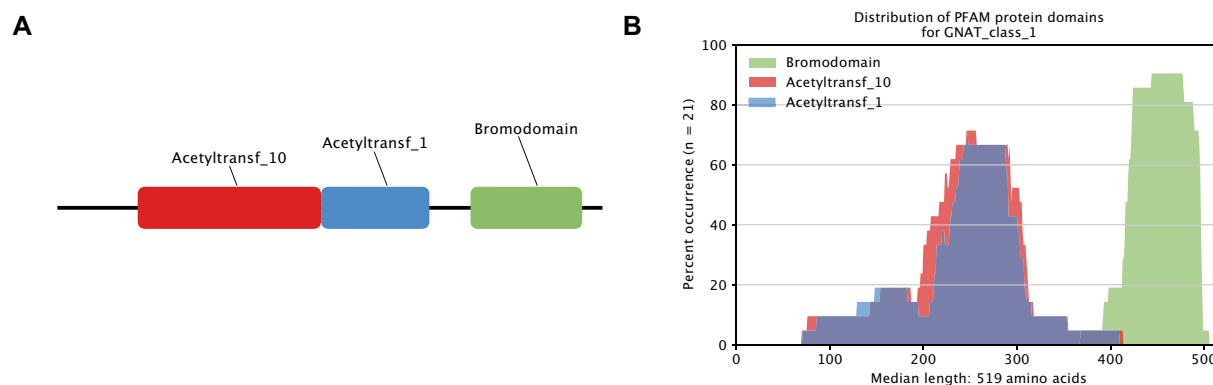 A
Acetyltransf_10
Acetyltransf_1
Bromodomain
B
Distribution of PFAM protein domains
for GNAT_class_1
Percent occurrence (n = 21)
100
80
60
40
20
0
Bromodomain
Acetyltransf_10
Acetyltransf_1
0
100
200
300
400
500
Median length: 519 amino acids